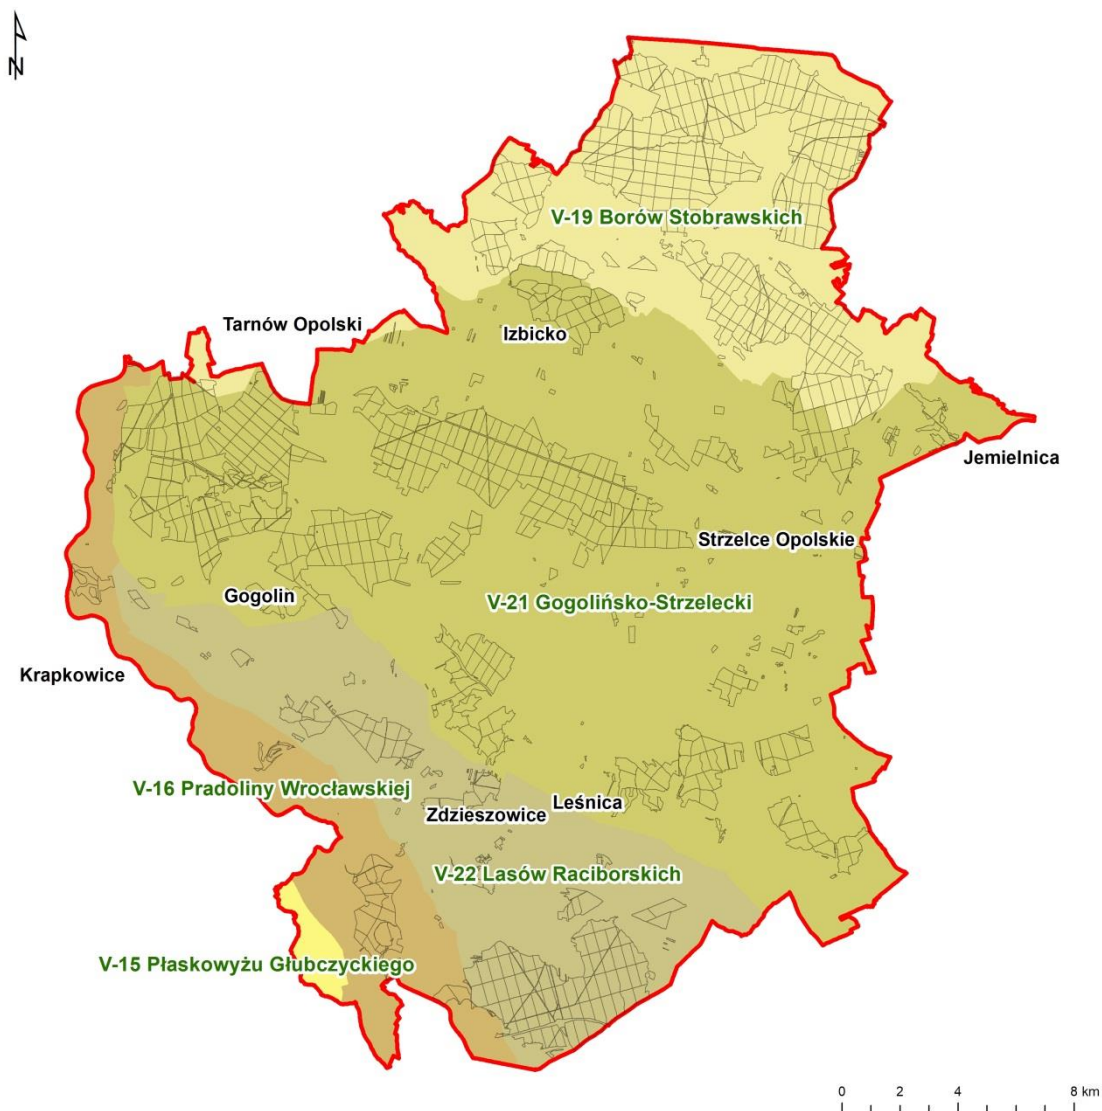 N
V-19 Borów Stobrawskich
Tarnów Opolski
Izbicko
Jemielnica
Strzelce Opolskie
Gogolin
V-21 Gogolińsko-Strzelecki
Krapkowice
V-16 Pradoliny Wrocławskiej
Leśnica
Zdzieszowice
V-22 Lasów Raciborskich
V-15 Płaskowyżu Głubczyckiego
0 2 4 8 km